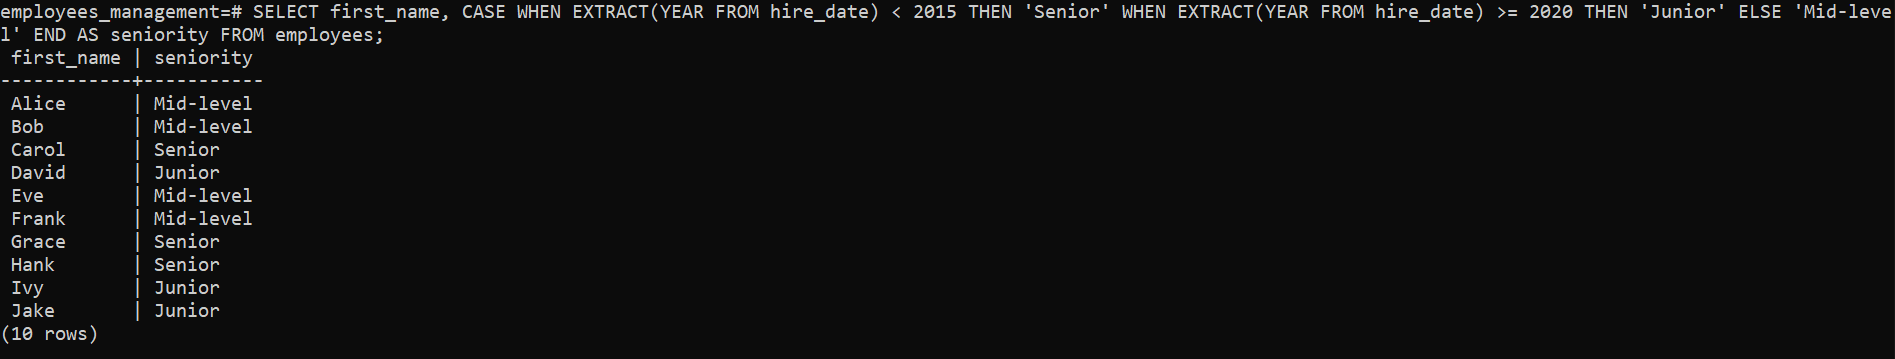 employees_management=# SELECT first_name, CASE WHEN EXTRACT(YEAR FROM hire_date) < 2015 THEN 'Senior' WHEN EXTRACT(YEAR FROM hire_date) >= 2020 THEN 'Junior' ELSE 'Mid-leve
l' END AS seniority FROM employees;
 first_name | seniority
------------+-----------
 Alice      | Mid-level
 Bob        | Mid-level
 Carol      | Senior
 David      | Junior
 Eve        | Mid-level
 Frank      | Mid-level
 Grace      | Senior
 Hank       | Senior
 Ivy        | Junior
 Jake       | Junior
(10 rows)